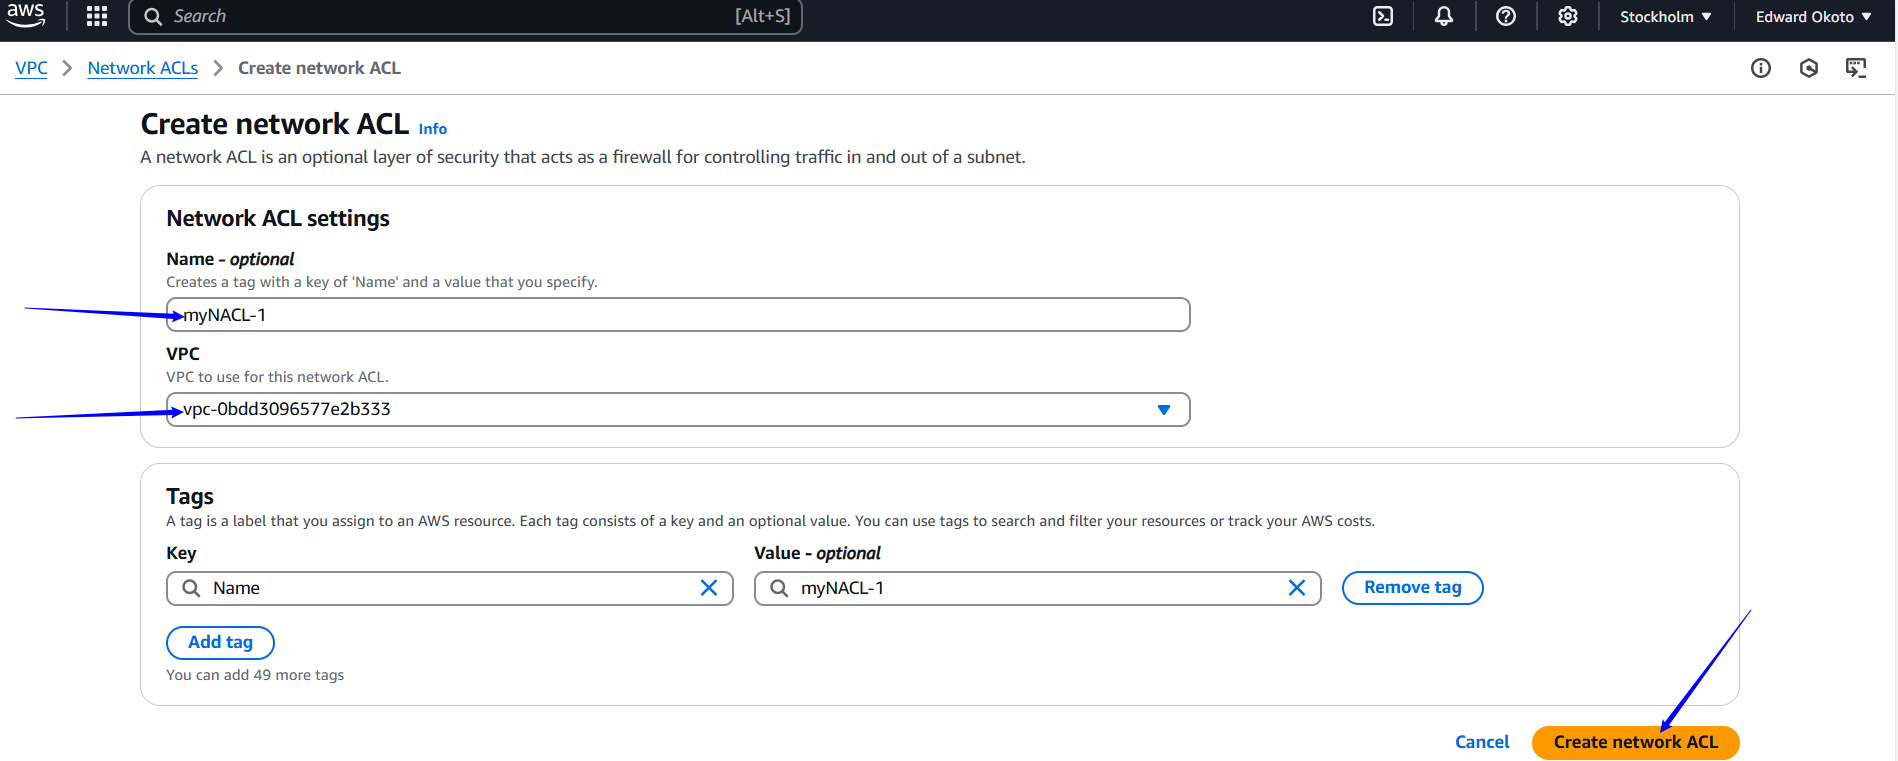 aws
Search [Alt+S] Stockholm Edward Okoto
VPC Network ACLs Create network ACL
Create network ACL Info
A network ACL is an optional layer of security that acts as a firewall for controlling traffic in and out of a subnet.
Network ACL settings
Name - optional
Creates a tag with a key of 'Name' and a value that you specify.
myNACL-1
VPC
VPC to use for this network ACL.
vpc-0bdd3096577e2b333
Tags
A tag is a label that you assign to an AWS resource. Each tag consists of a key and an optional value. You can use tags to search and filter your resources or track your AWS costs.
Key Value - optional
Name myNACL-1 Remove tag
Add tag
You can add 49 more tags
Cancel Create network ACL